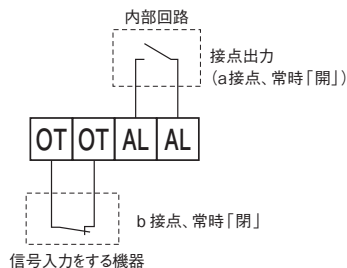 内部回路
接点出力
（a接点、常時「開」）
OT OT AL AL
b 接点、常時「閉」
信号入力をする機器